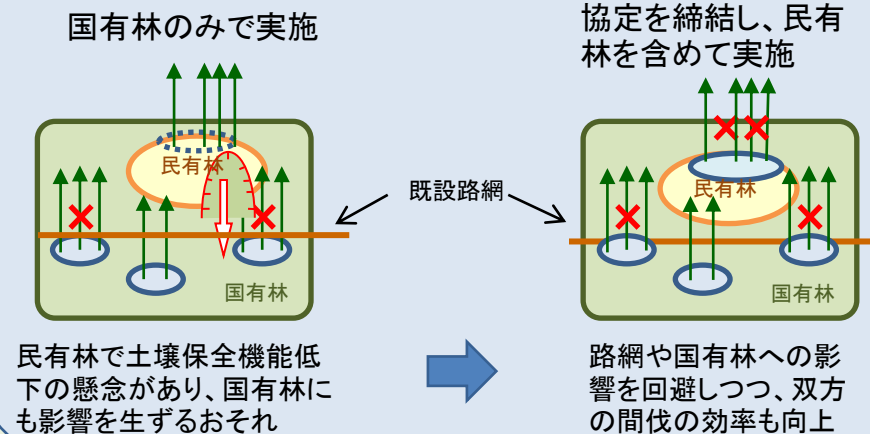 国有林のみで実施
協定を締結し、民有
林を含めて実施
民有林
国有林
既設路網
民有林
国有林
民有林で土壌保全機能低
下の懸念があり、国有林に
も影響を生ずるおそれ
路網や国有林への影
響を回避しつつ、双方
の間伐の効率も向上